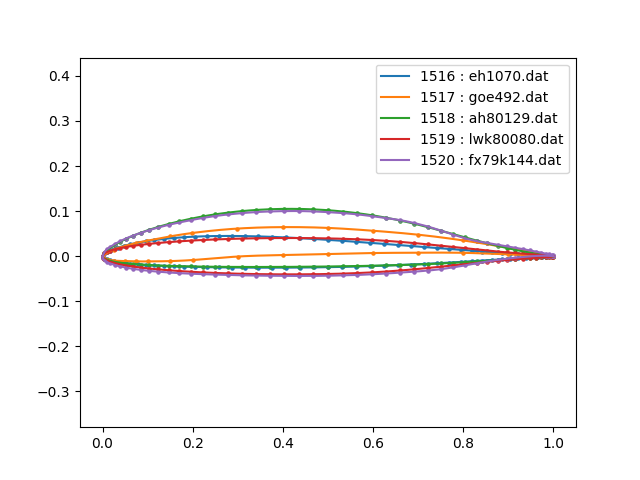 0.4
0.3
0.2
0.1
0.0
−0.1
−0.2
−0.3
0.0 0.2 0.4 0.6 0.8 1.0
1516 : eh1070.dat
1517 : goe492.dat
1518 : ah80129.dat
1519 : lwk80080.dat
1520 : fx79k144.dat